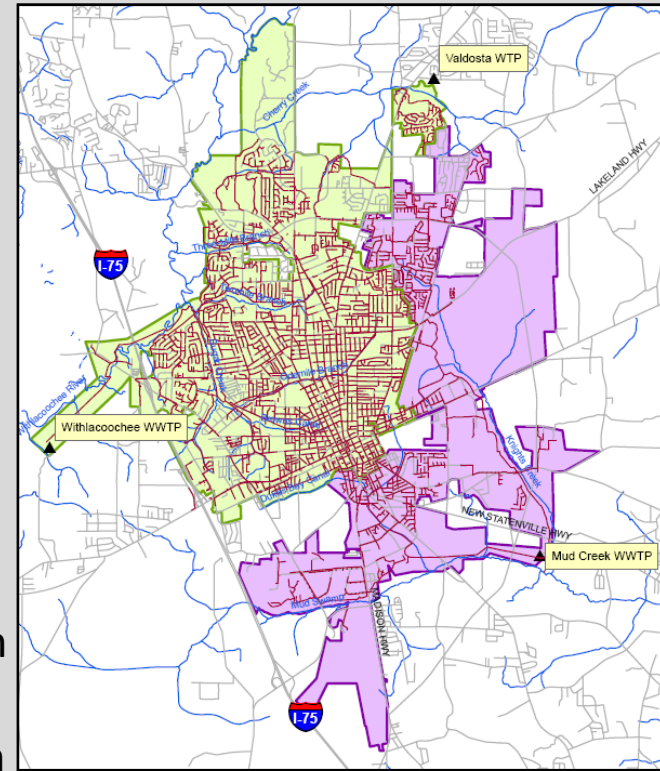 Valdosta WTP
Cherry Creek
LAKELAND HWY
I-75
Withlacoochee River
Withlacoochee WWTP
Knights Creek
NEW STATENVILLE HWY
Mud Creek WWTP
Mud Swamp
MADISON HWY
I-75
n
n